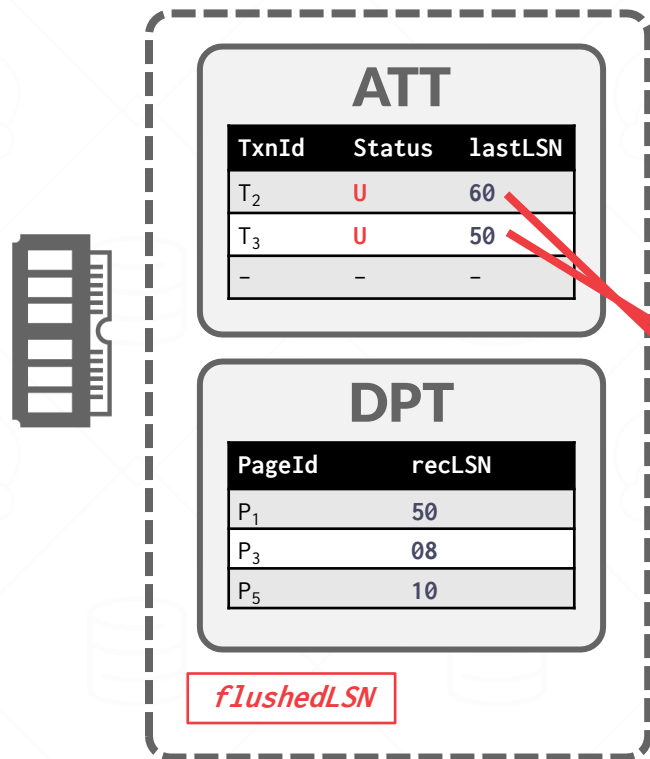 ATT
TxnId Status lastLSN
T₂ U 60
T₃ U 50
- - -
DPT
PageId recLSN
P₁ 50
P₃ 08
P₅ 10
flushedLSN